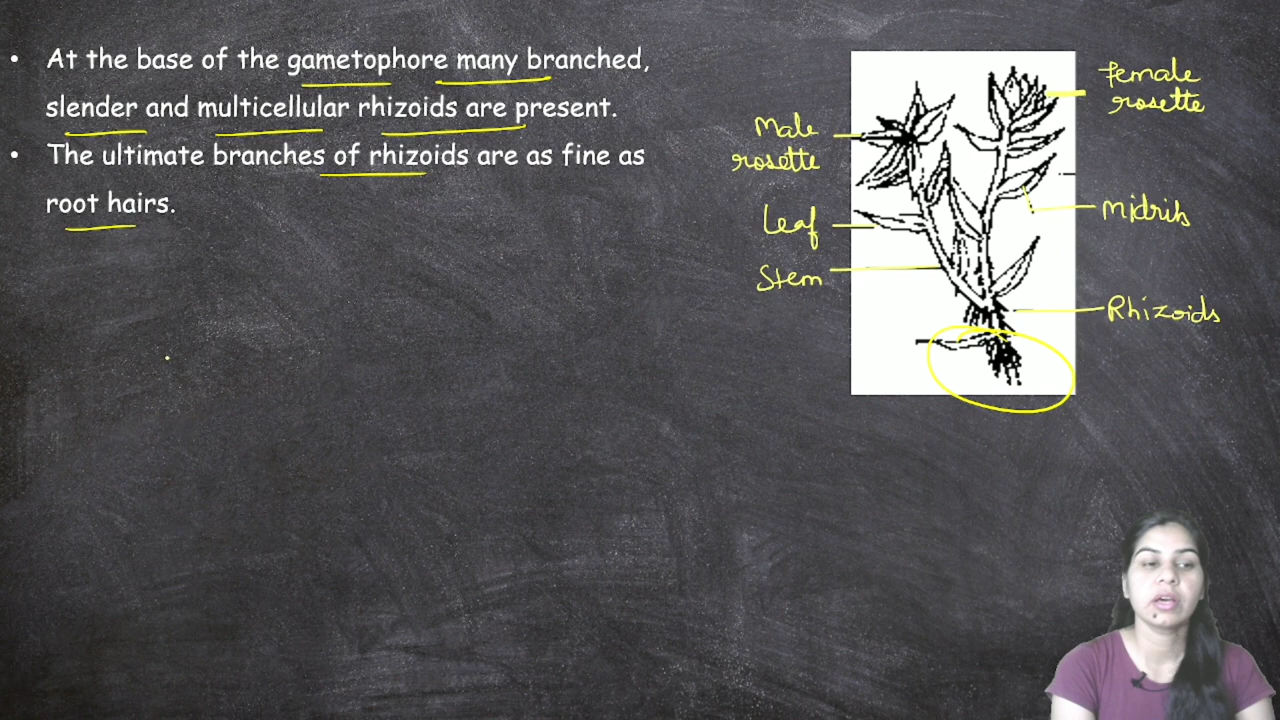 • At the base of the gametophore many branched,
slender and multicellular rhizoids are present.
• The ultimate branches of rhizoids are as fine as
root hairs.
Male
rosette
Leaf
Stem
female
rosette
Midrib
Rhizoids